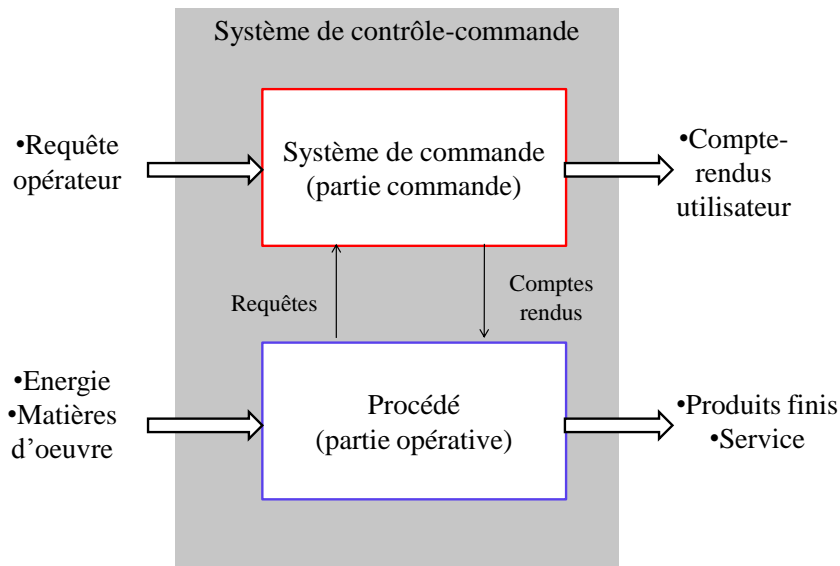 Système de contrôle-commande
•Requête
opérateur
Système de commande
(partie commande)
•Compte-
rendus
utilisateur
Requêtes
Comptes
rendus
•Energie
•Matières
d'oeuvre
Procédé
(partie opérative)
•Produits finis
•Service